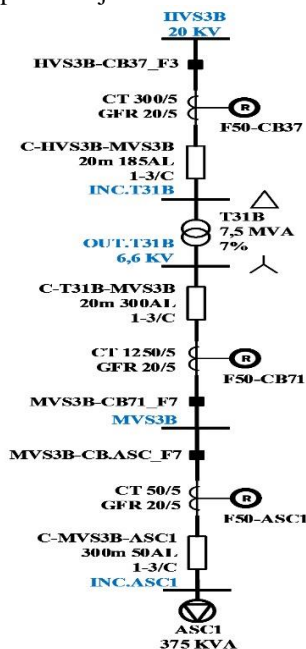 HVS3B
20 KV
HVS3B-CB37_F3
CT 300/5
GFR 20/5
R
F50-CB37
C-HVS3B-MVS3B
20m 185AL
1-3/C
INC.T31B
T31B
7,5 MVA
7%
OUT.T31B
6,6 KV
C-T31B-MVS3B
20m 300AL
1-3/C
CT 1250/5
GFR 20/5
R
F50-CB71
MVS3B-CB71_F7
MVS3B
MVS3B-CB.ASC_F7
CT 50/5
GFR 20/5
R
F50-ASC1
C-MVS3B-ASC1
300m 50AL
1-3/C
INC.ASC1
ASC1
375 KVA